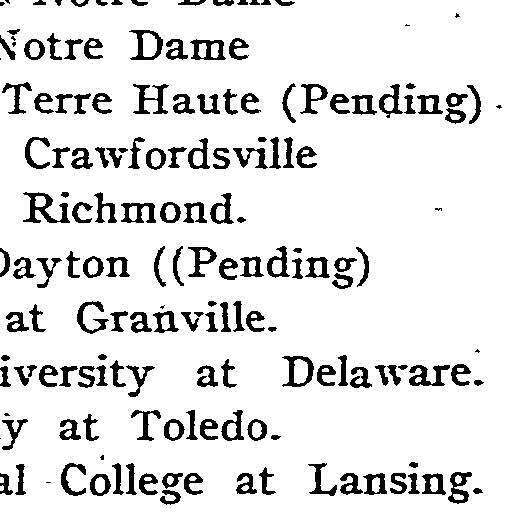 Notre Dame
Notre Dame
Terre Haute (Pending)
Crawfordsville
Richmond.
Dayton ((Pending)
at Granville.
iversity at Delaware.
y at Toledo.
al College at Lansing.